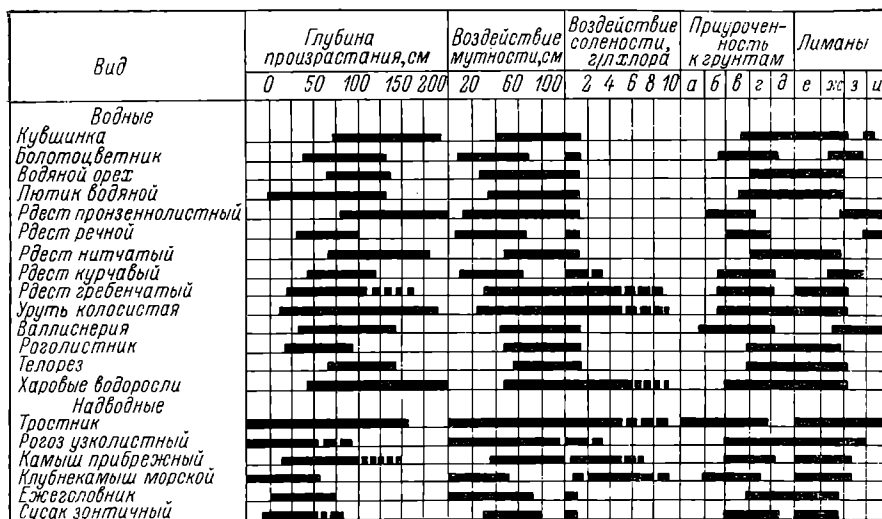 Вид
Глубина
произрастания, см
Воздействие
мутности, см
Воздействие
солености,
г/л хлора
Приурочен-
ность
к грунтам
Лиманы
0 50 100 200 20 60 100 2 4 6 8 10 а б в г д е ж з и
Водные
Кувшинка
Болотоцветник
Водяной орех
Лютик водяной
Рдест пронзеннолистный
Рдест речной
Рдест нитчатый
Рдест курчавый
Рдест гребенчатый
Уруть колосистая
Валлиснерия
Роголистник
Телорез
Харовые водоросли
Надводные
Тростник
Рогоз узколистный
Камыш прибрежный
Клубнекамыш морской
Ежеголовник
Сусак зонтичный